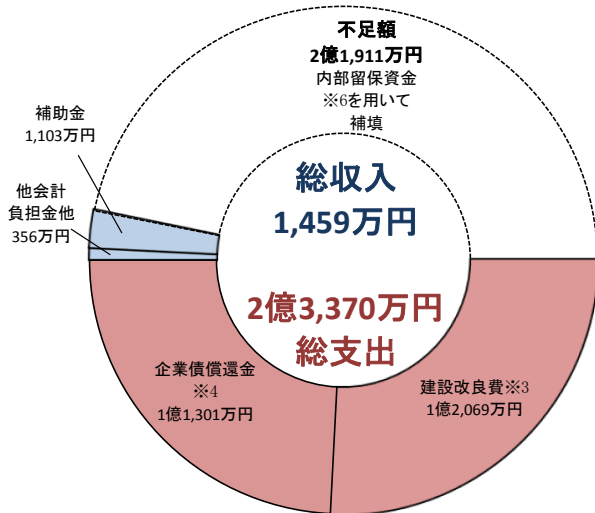 不足額
2億1,911万円
内部留保資金
※6を用いて
補填
補助金
1,103万円
他会計
負担金他
356万円
総収入
1,459万円
2億3,370万円
総支出
企業債償還金
※4
1億1,301万円
建設改良費※3
1億2,069万円